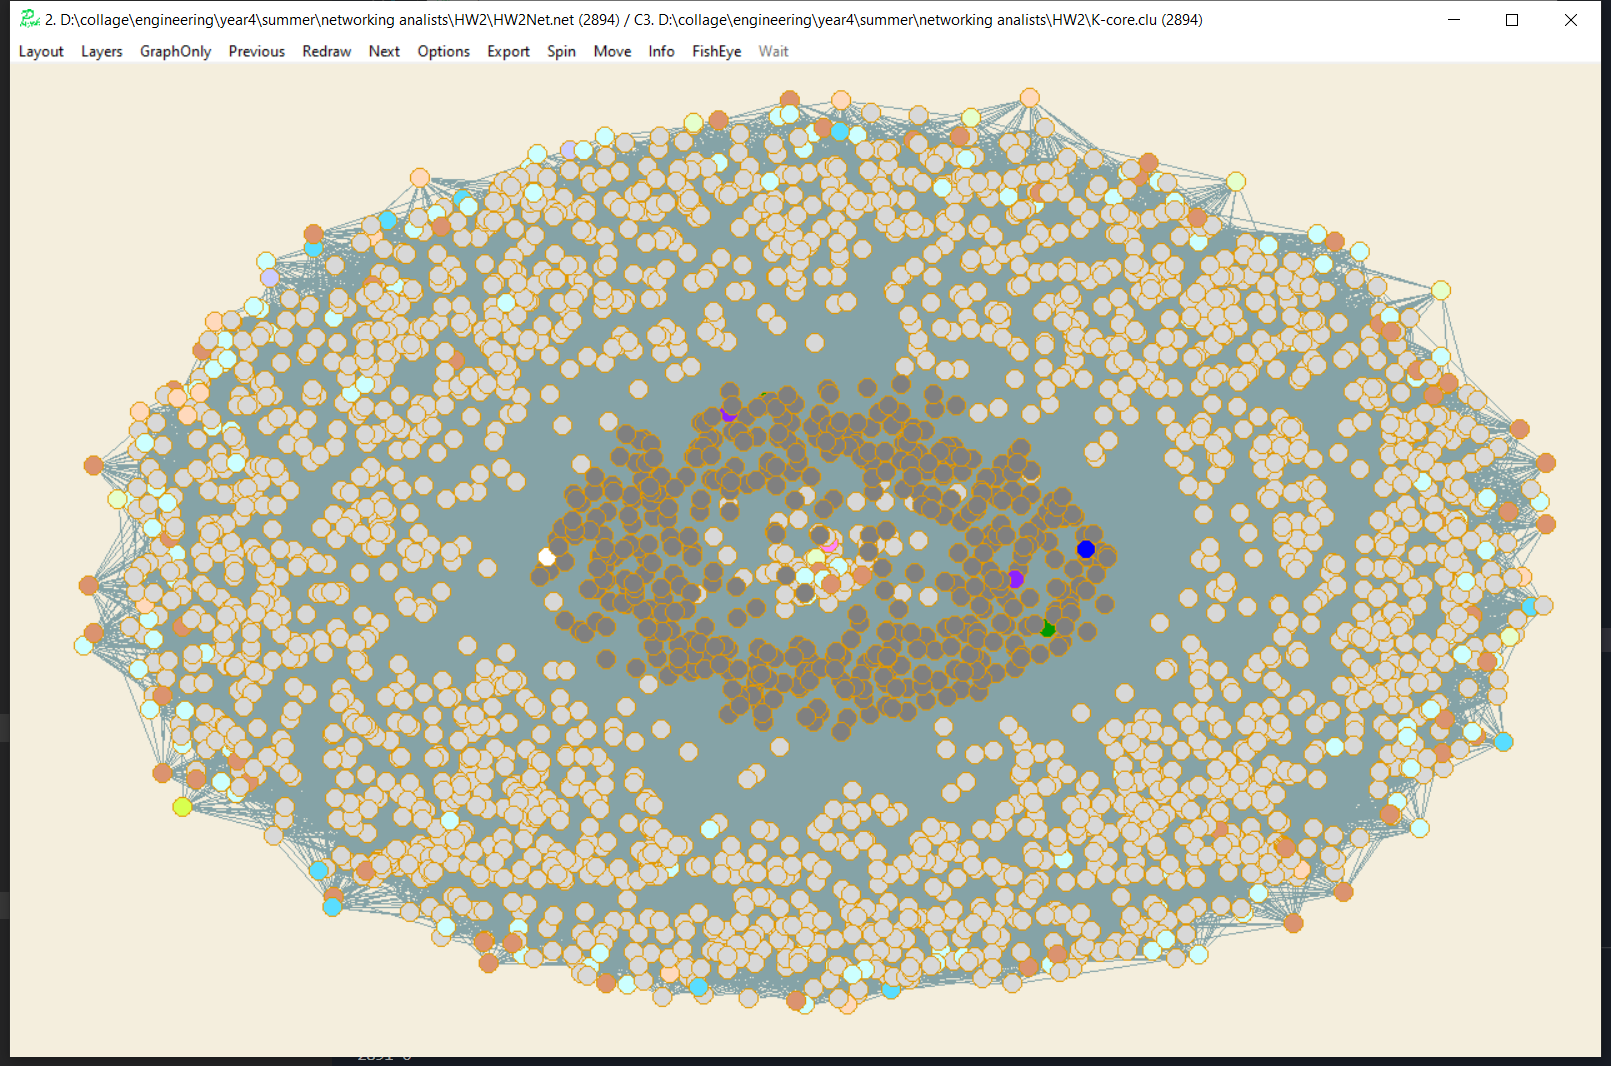 2. D:\collage\engineering\year4\summer\networking analists\HW2\HW2Net.net (2894) / C3. D:\collage\engineering\year4\summer\networking analists\HW2\K-core.clu (2894)
Layout Layers GraphOnly Previous Redraw Next Options Export Spin Move Info FishEye Wait